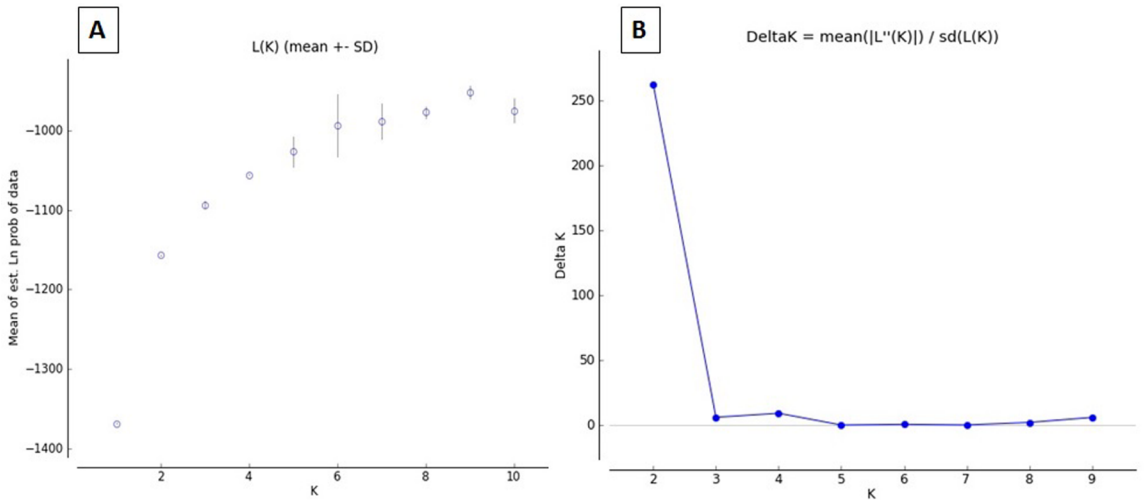 A
L(K) (mean +- SD)
Mean of est. Ln prob of data
−1000
−1100
−1200
−1300
−1400
2 4 6 8 10
K
B
DeltaK = mean(|L''(K)|) / sd(L(K))
Delta K
250
200
150
100
50
0
2 3 4 5 6 7 8 9
K